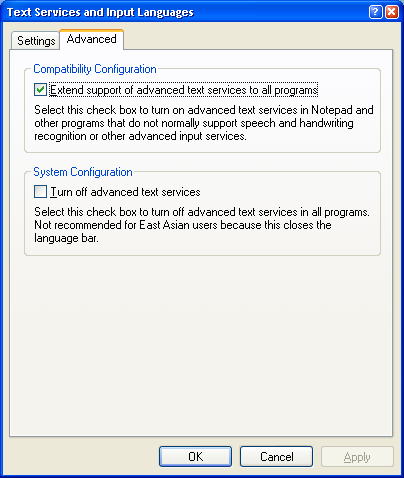 Text Services and Input Languages
Settings
Advanced
Compatibility Configuration
Extend support of advanced text services to all programs
Select this check box to turn on advanced text services in Notepad and
other programs that do not normally support speech and handwriting
recognition or other advanced input services.
System Configuration
Turn off advanced text services
Select this check box to turn off advanced text services in all programs.
Not recommended for East Asian users because this closes the
language bar.
OK
Cancel
Apply